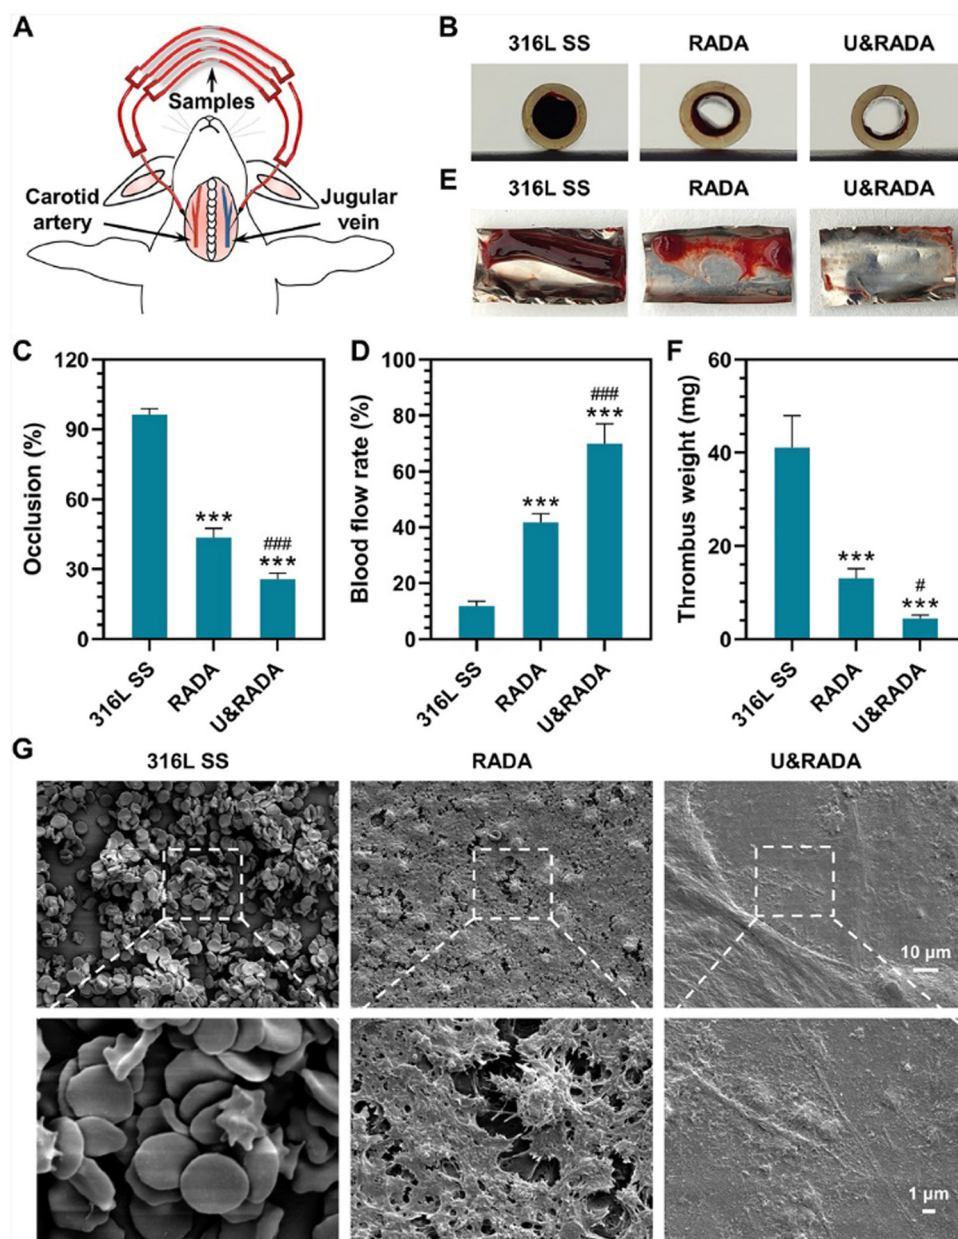 A
Samples
Carotid
artery
Jugular
vein
B
316L SS
RADA
U&RADA
E
316L SS
RADA
U&RADA
C
Occlusion (%)
120
90
60
30
0
***
###
***
316L SS
RADA
U&RADA
D
Blood flow rate (%)
100
80
60
40
20
0
***
###
***
316L SS
RADA
U&RADA
F
Thrombus weight (mg)
60
40
20
0
***
#
***
316L SS
RADA
U&RADA
G
316L SS
RADA
U&RADA
10 μm
1 μm